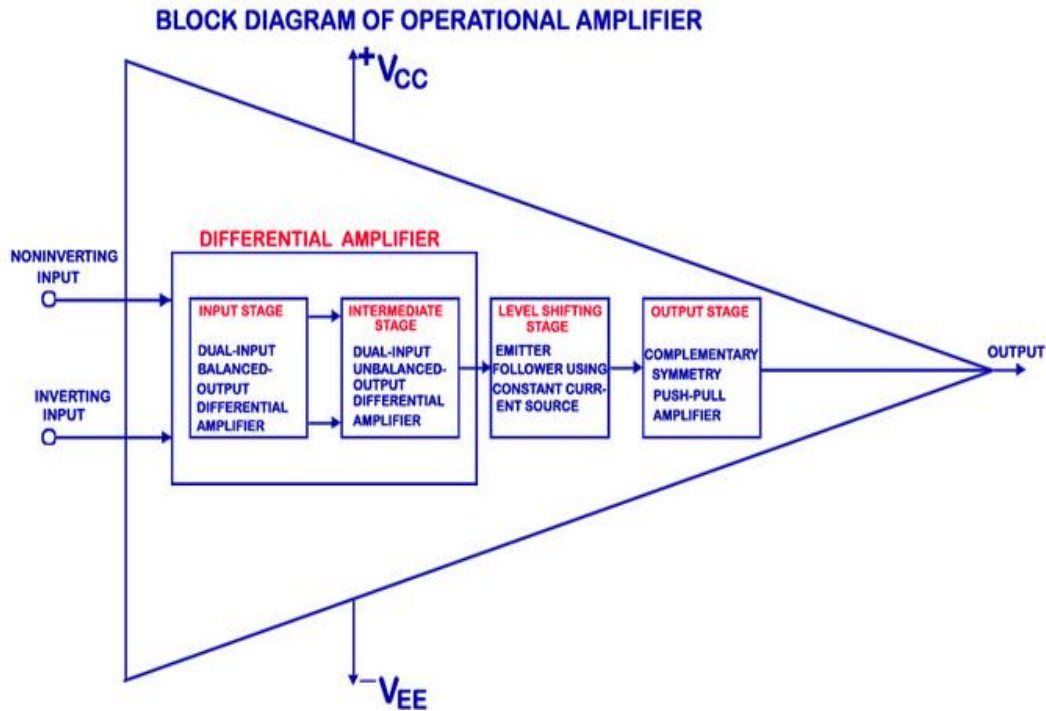 BLOCK DIAGRAM OF OPERATIONAL AMPLIFIER
+VCC
DIFFERENTIAL AMPLIFIER
NONINVERTING
INPUT
INPUT STAGE
DUAL-INPUT
BALANCED-
OUTPUT
DIFFERENTIAL
AMPLIFIER
INTERMEDIATE
STAGE
DUAL-INPUT
UNBALANCED-
OUTPUT
DIFFERENTIAL
AMPLIFIER
LEVEL SHIFTING
STAGE
EMITTER
FOLLOWER USING
CONSTANT CURR-
ENT SOURCE
OUTPUT STAGE
COMPLEMENTARY
SYMMETRY
PUSH-PULL
AMPLIFIER
OUTPUT
INVERTING
INPUT
−VEE